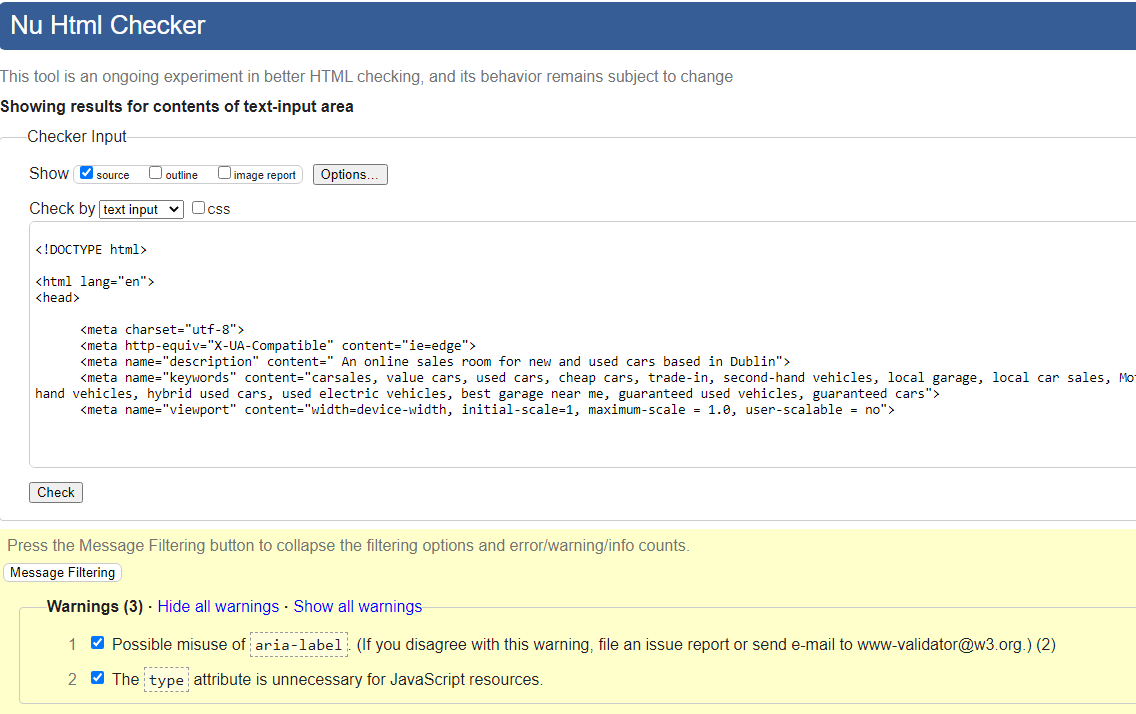 Nu Html Checker
This tool is an ongoing experiment in better HTML checking, and its behavior remains subject to change
Showing results for contents of text-input area
Checker Input
Show source outline image report Options...
Check by text input css
<!DOCTYPE html>
<html lang="en">
<head>
<meta charset="utf-8">
<meta http-equiv="X-UA-Compatible" content="ie=edge">
<meta name="description" content=" An online sales room for new and used cars based in Dublin">
<meta name="keywords" content="carsales, value cars, used cars, cheap cars, trade-in, second-hand vehicles, local garage, local car sales,
hand vehicles, hybrid used cars, used electric vehicles, best garage near me, guaranteed used vehicles, guaranteed cars">
<meta name="viewport" content="width=device-width, initial-scale=1, maximum-scale = 1.0, user-scalable = no">
Check
Press the Message Filtering button to collapse the filtering options and error/warning/info counts.
Message Filtering
Warnings (3) · Hide all warnings · Show all warnings
1 Possible misuse of aria-label. (If you disagree with this warning, file an issue report or send e-mail to www-validator@w3.org.) (2)
2 The type attribute is unnecessary for JavaScript resources.